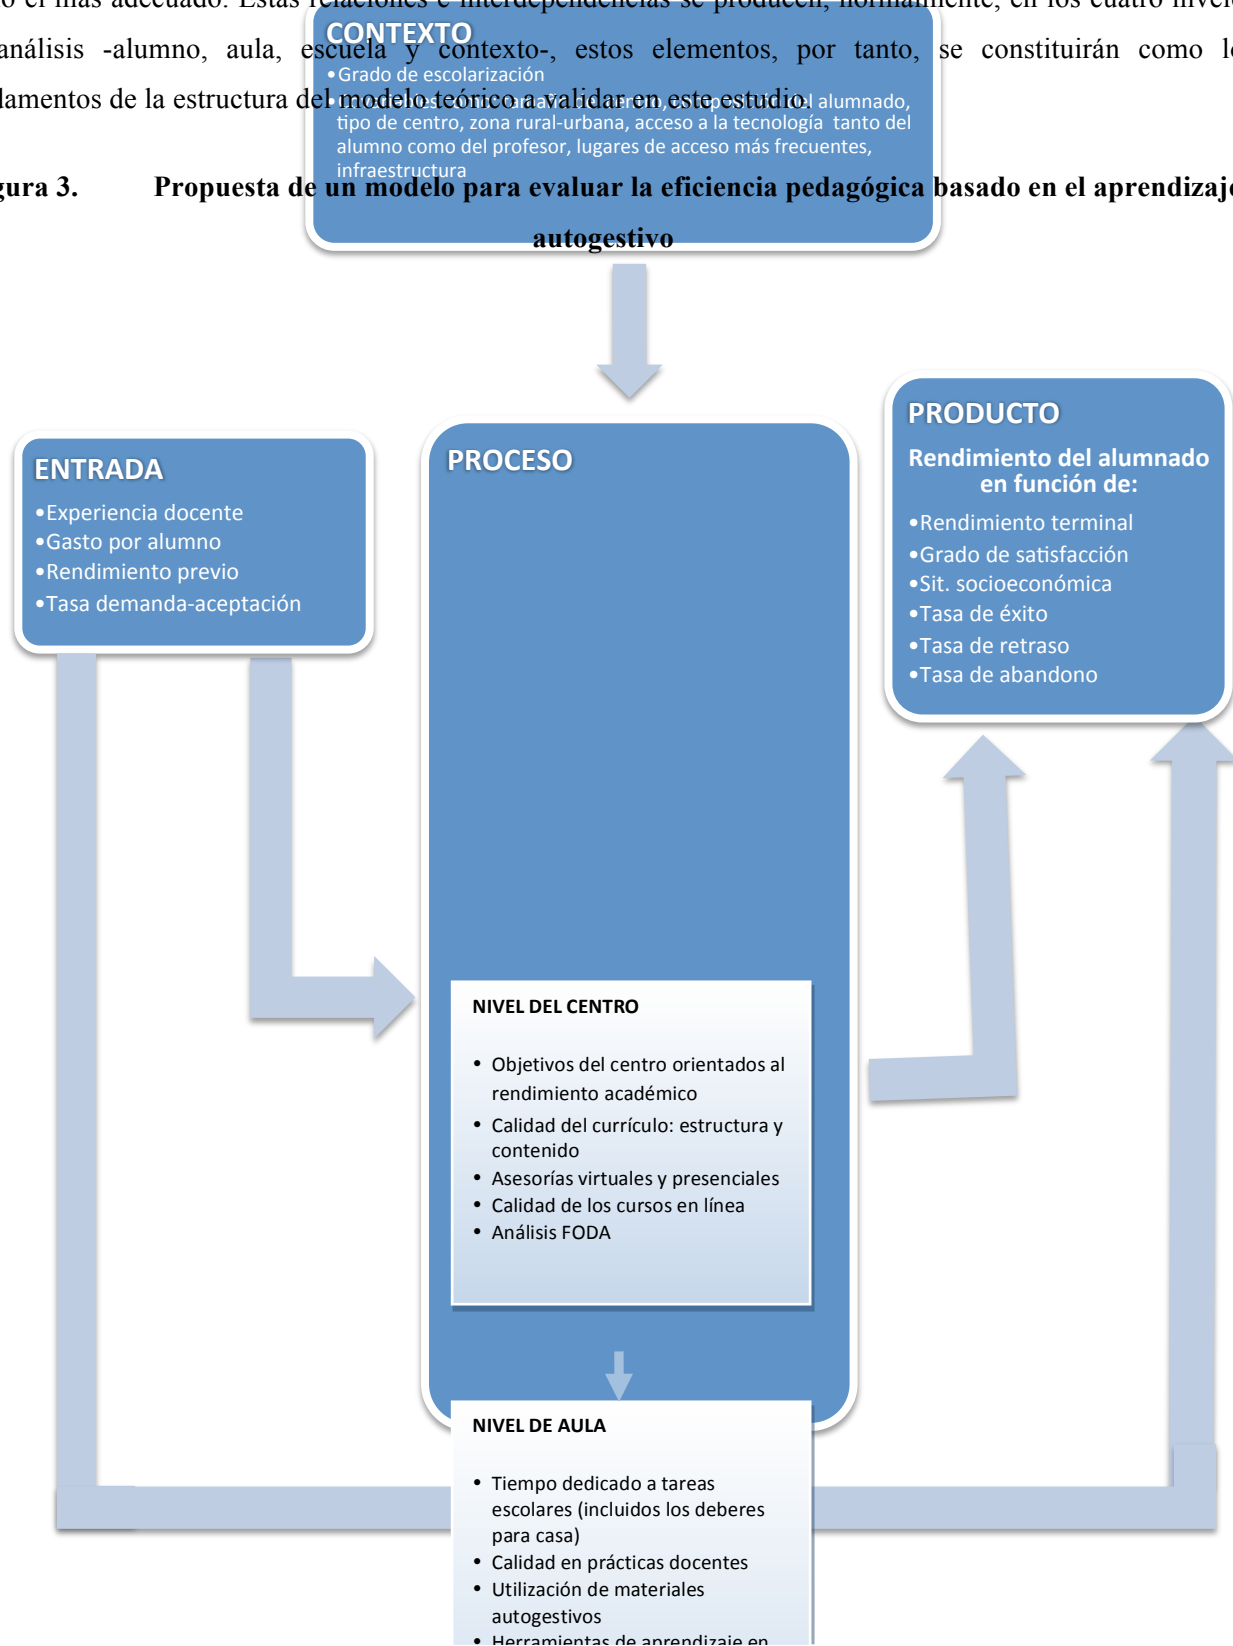 el más adecuado. Estas relaciones e interdependencias se producen, normalmente, en los cuatro
análisis -alumno, aula, escuela y contexto-, estos elementos, por tanto, se constituirán como
de la estructura del modelo teórico a validar en este estudio.
Figura 3. Propuesta de un modelo para evaluar la eficiencia pedagógica basado en el aprendizaje
autogestivo
CONTEXTO
•Grado de escolarización
• del alumnado,
tipo de centro, zona rural-urbana, acceso a la tecnología tanto del
alumno como del profesor, lugares de acceso más frecuentes,
infraestructura
ENTRADA
•Experiencia docente
•Gasto por alumno
•Rendimiento previo
•Tasa demanda-aceptación
PROCESO
NIVEL DEL CENTRO
• Objetivos del centro orientados al
rendimiento académico
• Calidad del currículo: estructura y
contenido
• Asesorías virtuales y presenciales
• Calidad de los cursos en línea
• Análisis FODA
NIVEL DE AULA
• Tiempo dedicado a tareas
escolares (incluidos los deberes
para casa)
• Calidad en prácticas docentes
• Utilización de materiales
autogestivos
• Herramientas de aprendizaje en
PRODUCTO
Rendimiento del alumnado
en función de:
•Rendimiento terminal
•Grado de satisfacción
•Sit. socioeconómica
•Tasa de éxito
•Tasa de retraso
•Tasa de abandono